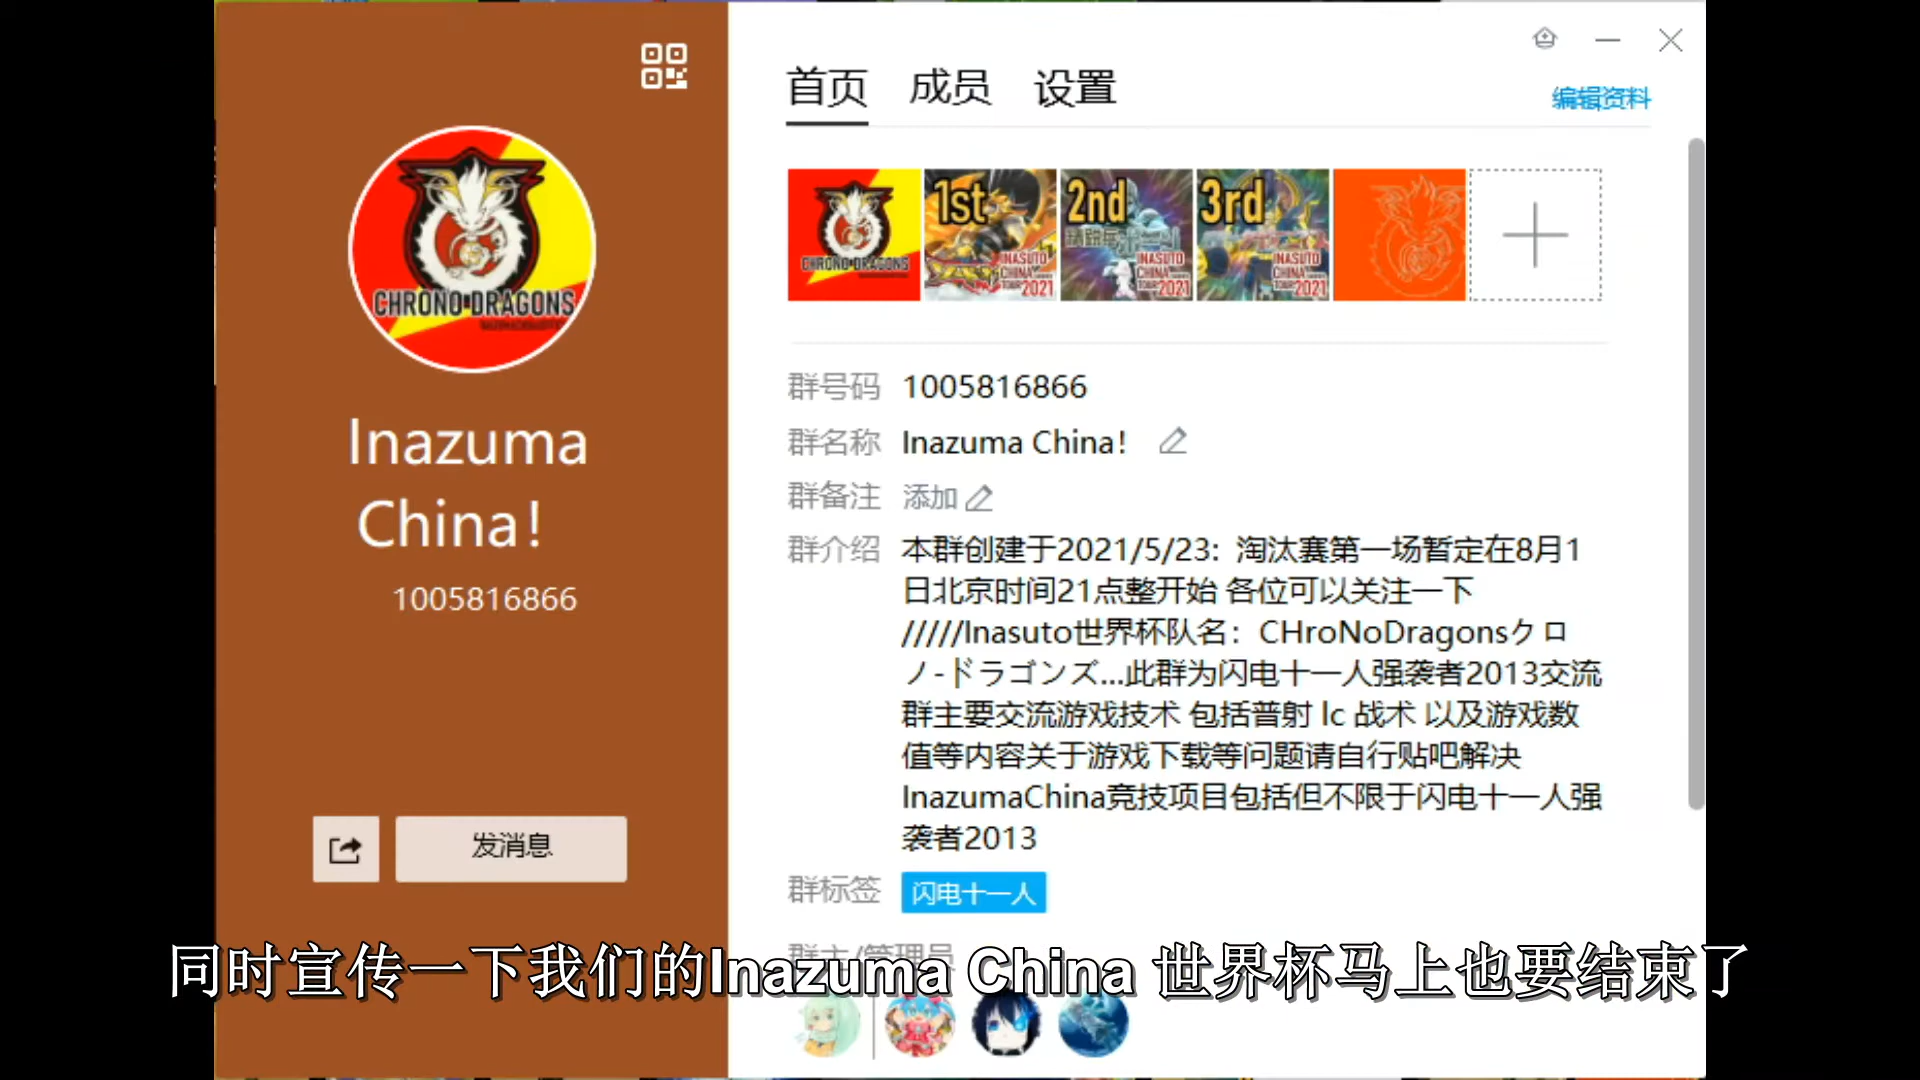 首页 成员 设置
编辑资料
CHRONO DRAGONS
Inazuma
China!
1005816866
发消息
CHRONO DRAGONS
1st
INASUTO
CHINA
TOUR 2021
2nd
INASUTO
CHINA
TOUR 2021
3rd
INASUTO
CHINA
TOUR 2021
群号码 1005816866
群名称 Inazuma China!
群备注 添加
群介绍 本群创建于2021/5/23: 淘汰赛第一场暂定在8月1
日北京时间21点整开始 各位可以关注一下
/////Inasuto世界杯队名：CHroNoDragonsクロ
ノ-ドラゴンズ...此群为闪电十一人强袭者2013交流
群主要交流游戏技术 包括普射 lc 战术 以及游戏数
值等内容关于游戏下载等问题请自行贴吧解决
InazumaChina竞技项目包括但不限于闪电十一人强
袭者2013
群标签 闪电十一人
群主/管理员
同时宣传一下我们的Inazuma China 世界杯马上也要结束了